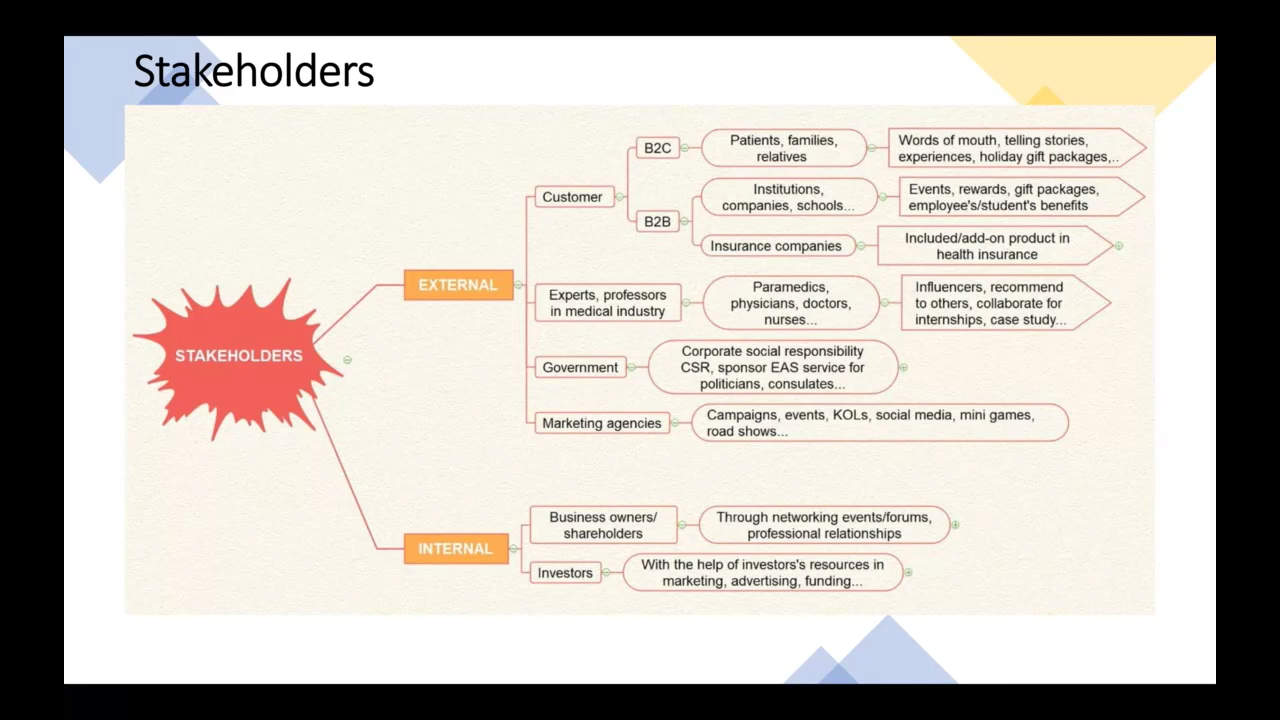 Stakeholders
STAKEHOLDERS
EXTERNAL
Customer
B2C
Patients, families,
relatives
Words of mouth, telling stories,
experiences, holiday gift packages,..
B2B
Institutions,
companies, schools...
Events, rewards, gift packages,
employee's/student's benefits
Insurance companies
Included/add-on product in
health insurance
Experts, professors
in medical industry
Paramedics,
physicians, doctors,
nurses...
Influencers, recommend
to others, collaborate for
internships, case study...
Government
Corporate social responsibility
CSR, sponsor EAS service for
politicians, consulates...
Marketing agencies
Campaigns, events, KOLs, social media, mini games,
road shows...
INTERNAL
Business owners/
shareholders
Through networking events/forums,
professional relationships
Investors
With the help of investors's resources in
marketing, advertising, funding...